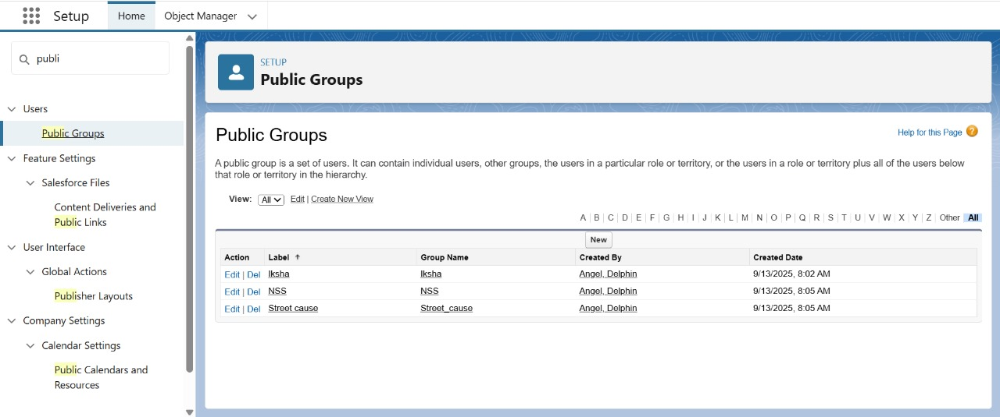 Setup Home Object Manager
publi
Users
Public Groups
Feature Settings
Salesforce Files
Content Deliveries and
Public Links
User Interface
Global Actions
Publisher Layouts
Company Settings
Calendar Settings
Public Calendars and
Resources
SETUP
Public Groups
Public Groups
Help for this Page ?
A public group is a set of users. It can contain individual users, other groups, the users in a particular role or territory, or the users in a role or territory plus all of the users below
that role or territory in the hierarchy.
View: All Edit | Create New View
A | B | C | D | E | F | G | H | I | J | K | L | M | N | O | P | Q | R | S | T | U | V | W | X | Y | Z | Other All
New
Action Label Group Name Created By Created Date
Edit | Del Iksha Iksha Angel, Delphin 9/13/2025, 8:02 AM
Edit | Del NSS NSS Angel, Delphin 9/13/2025, 8:05 AM
Edit | Del Street cause Street_cause Angel, Delphin 9/13/2025, 8:05 AM